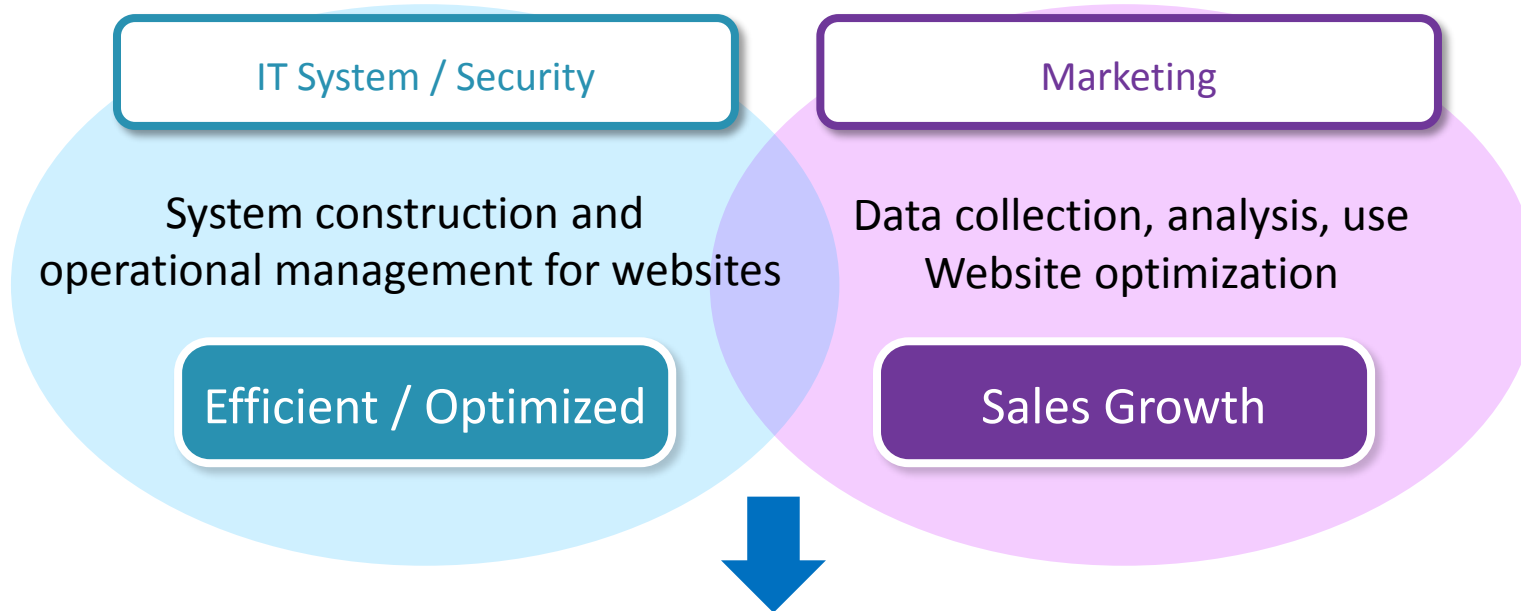 IT System / Security
Marketing
System construction and
operational management for websites
Data collection, analysis, use
Website optimization
Efficient / Optimized
Sales Growth